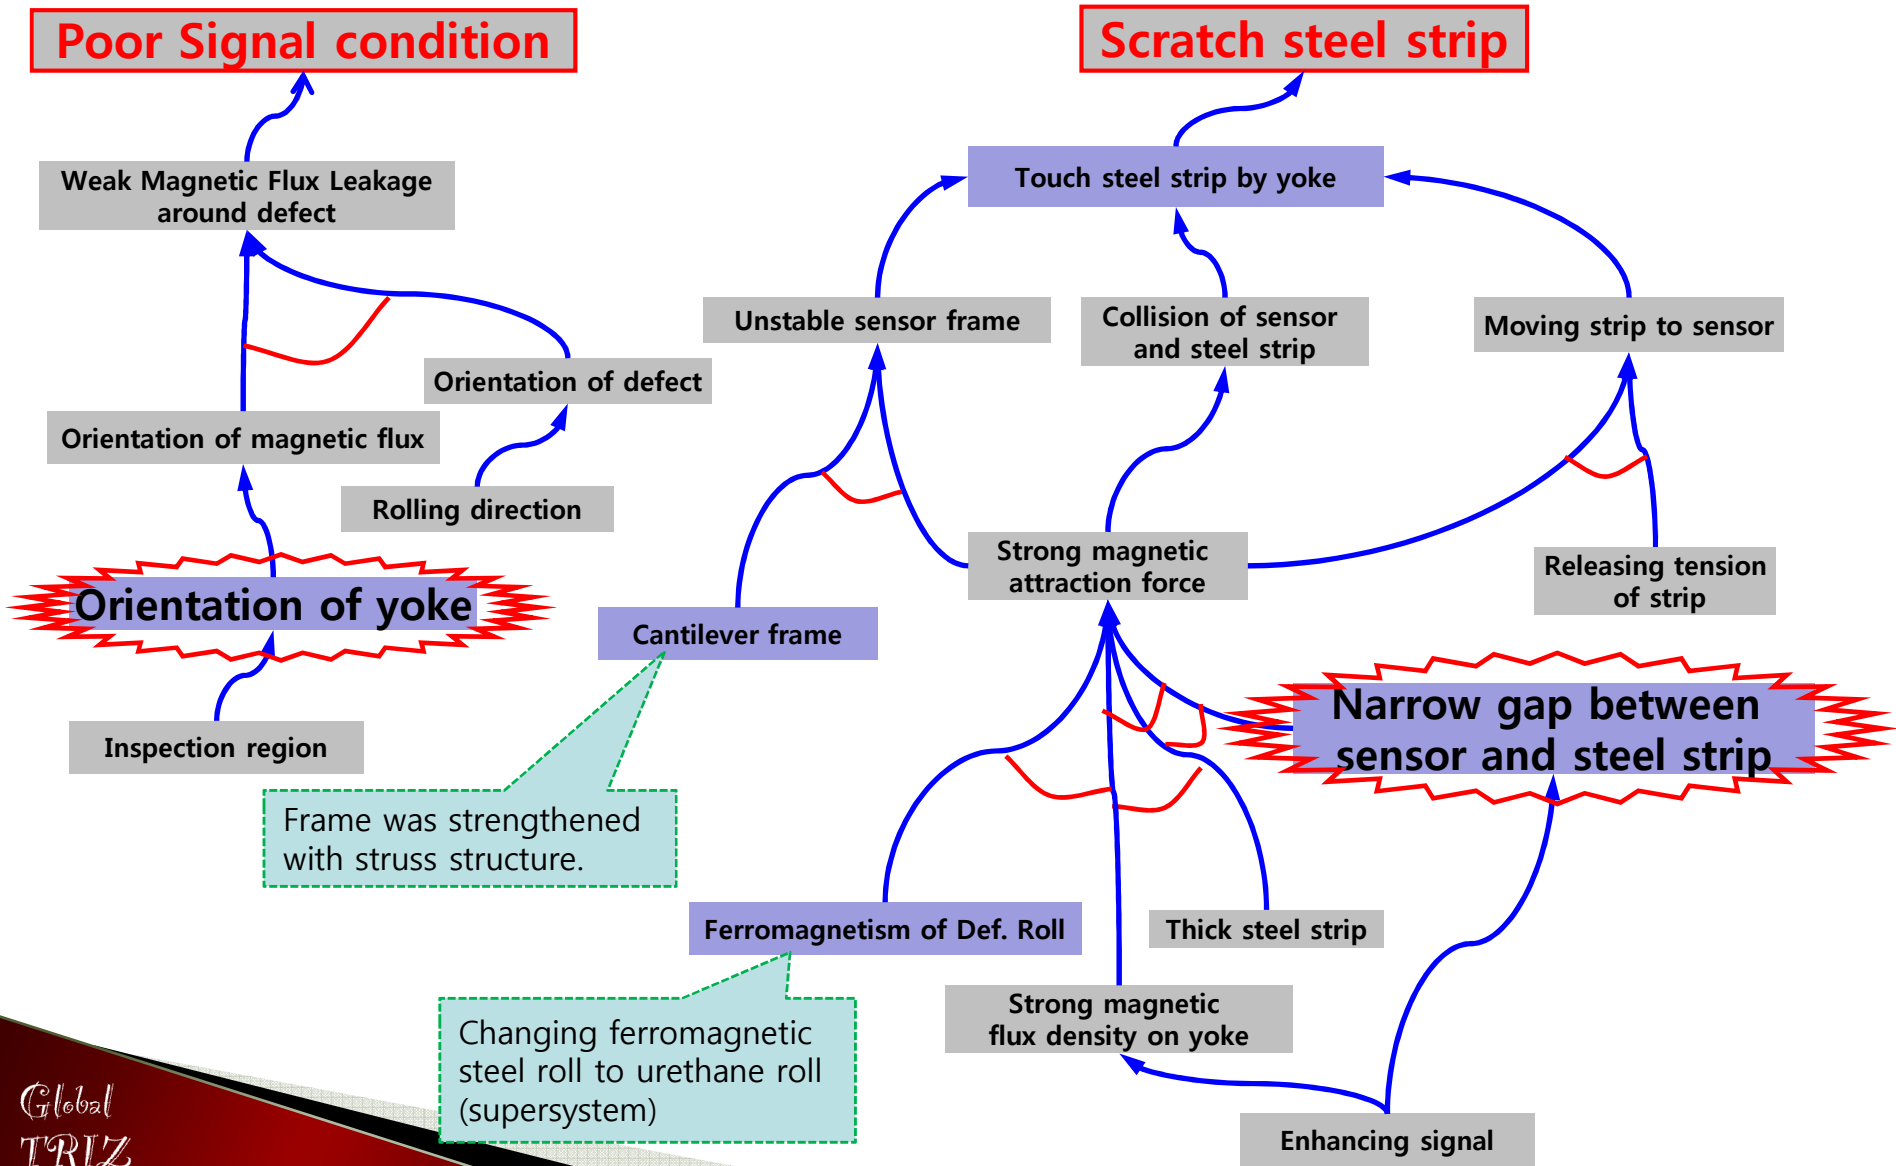 Poor Signal condition
Scratch steel strip
Weak Magnetic Flux Leakage
around defect
Touch steel strip by yoke
Unstable sensor frame
Collision of sensor
and steel strip
Moving strip to sensor
Orientation of defect
Orientation of magnetic flux
Rolling direction
Strong magnetic
attraction force
Releasing tension
of strip
Orientation of yoke
Cantilever frame
Inspection region
Narrow gap between
sensor and steel strip
Frame was strengthened
with struss structure.
Ferromagnetism of Def. Roll
Thick steel strip
Strong magnetic
flux density on yoke
Changing ferromagnetic
steel roll to urethane roll
(supersystem)
Enhancing signal
Global
TRIZ